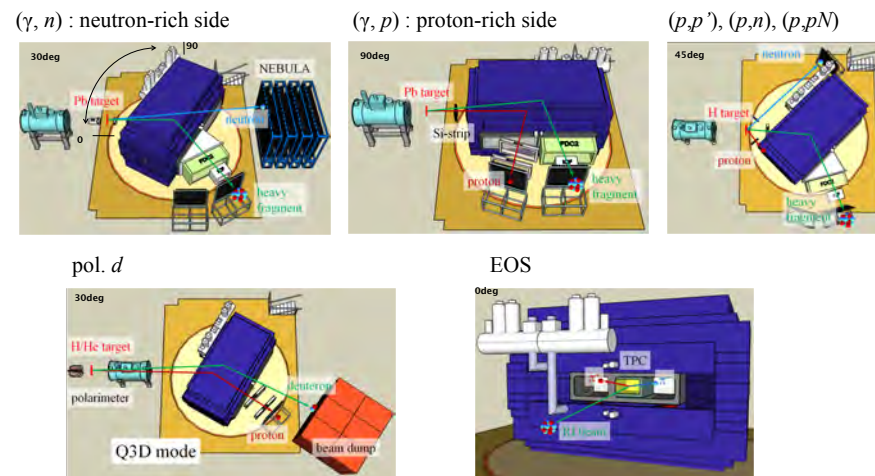 (γ, n) : neutron-rich side
(γ, p) : proton-rich side
(p,p’), (p,n), (p,pN)
30deg
90
NEBULA
Pb target
neutron
0
PDC2
ICF
heavy
fragment
90deg
Pb target
Si-strip
PDC2
ICF
proton
heavy
fragment
45deg
neutron
H target
proton
PDC2
heavy
fragment
pol. d
EOS
30deg
H/He target
polarimeter
deuteron
proton
beam dump
Q3D mode
0deg
TPC
RI beam